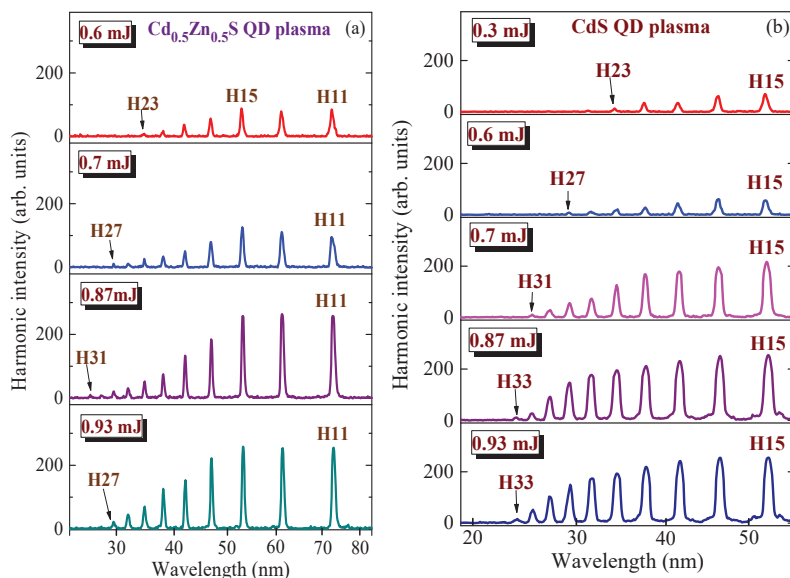 0.6 mJ
Cd0.5Zn0.5S QD plasma
(a)
200
0
H23
H15
H11
0.7 mJ
200
0
H27
H11
0.87mJ
200
0
H31
H11
0.93 mJ
200
0
H27
H11
30
40
50
60
70
80
Wavelength (nm)
Harmonic intensity (arb. units)
0.3 mJ
CdS QD plasma
(b)
200
0
H23
H15
0.6 mJ
200
0
H27
H15
0.7 mJ
200
0
H31
H15
0.87 mJ
200
0
H33
H15
0.93 mJ
200
0
H33
H15
20
30
40
50
Wavelength (nm)
Harmonic intensity (arb. units)